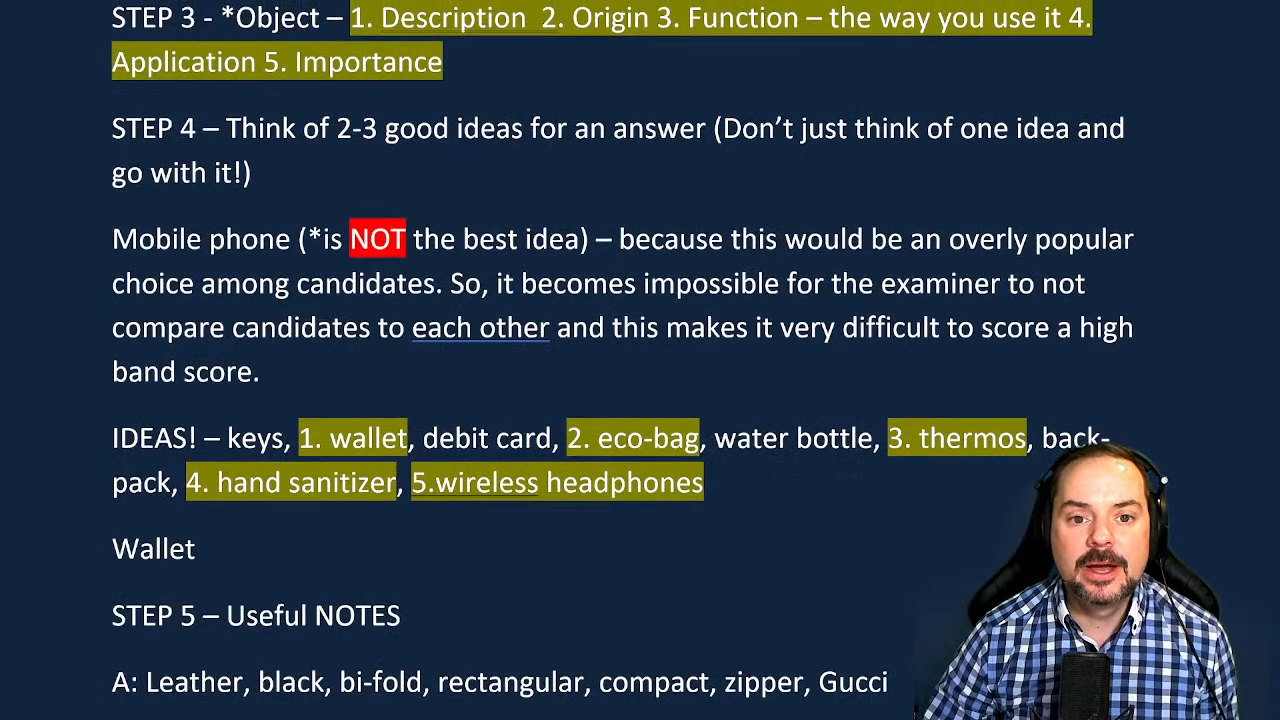 STEP 3 - *Object – 1. Description 2. Origin 3. Function – the way you use it 4.
Application 5. Importance
STEP 4 – Think of 2-3 good ideas for an answer (Don’t just think of one idea and
go with it!)
Mobile phone (*is NOT the best idea) – because this would be an overly popular
choice among candidates. So, it becomes impossible for the examiner to not
compare candidates to each other and this makes it very difficult to score a high
band score.
IDEAS! – keys, 1. wallet, debit card, 2. eco-bag, water bottle, 3. thermos, back-
pack, 4. hand sanitizer, 5.wireless headphones
Wallet
STEP 5 – Useful NOTES
A: Leather, black, bi-fold, rectangular, compact, zipper, Gucci